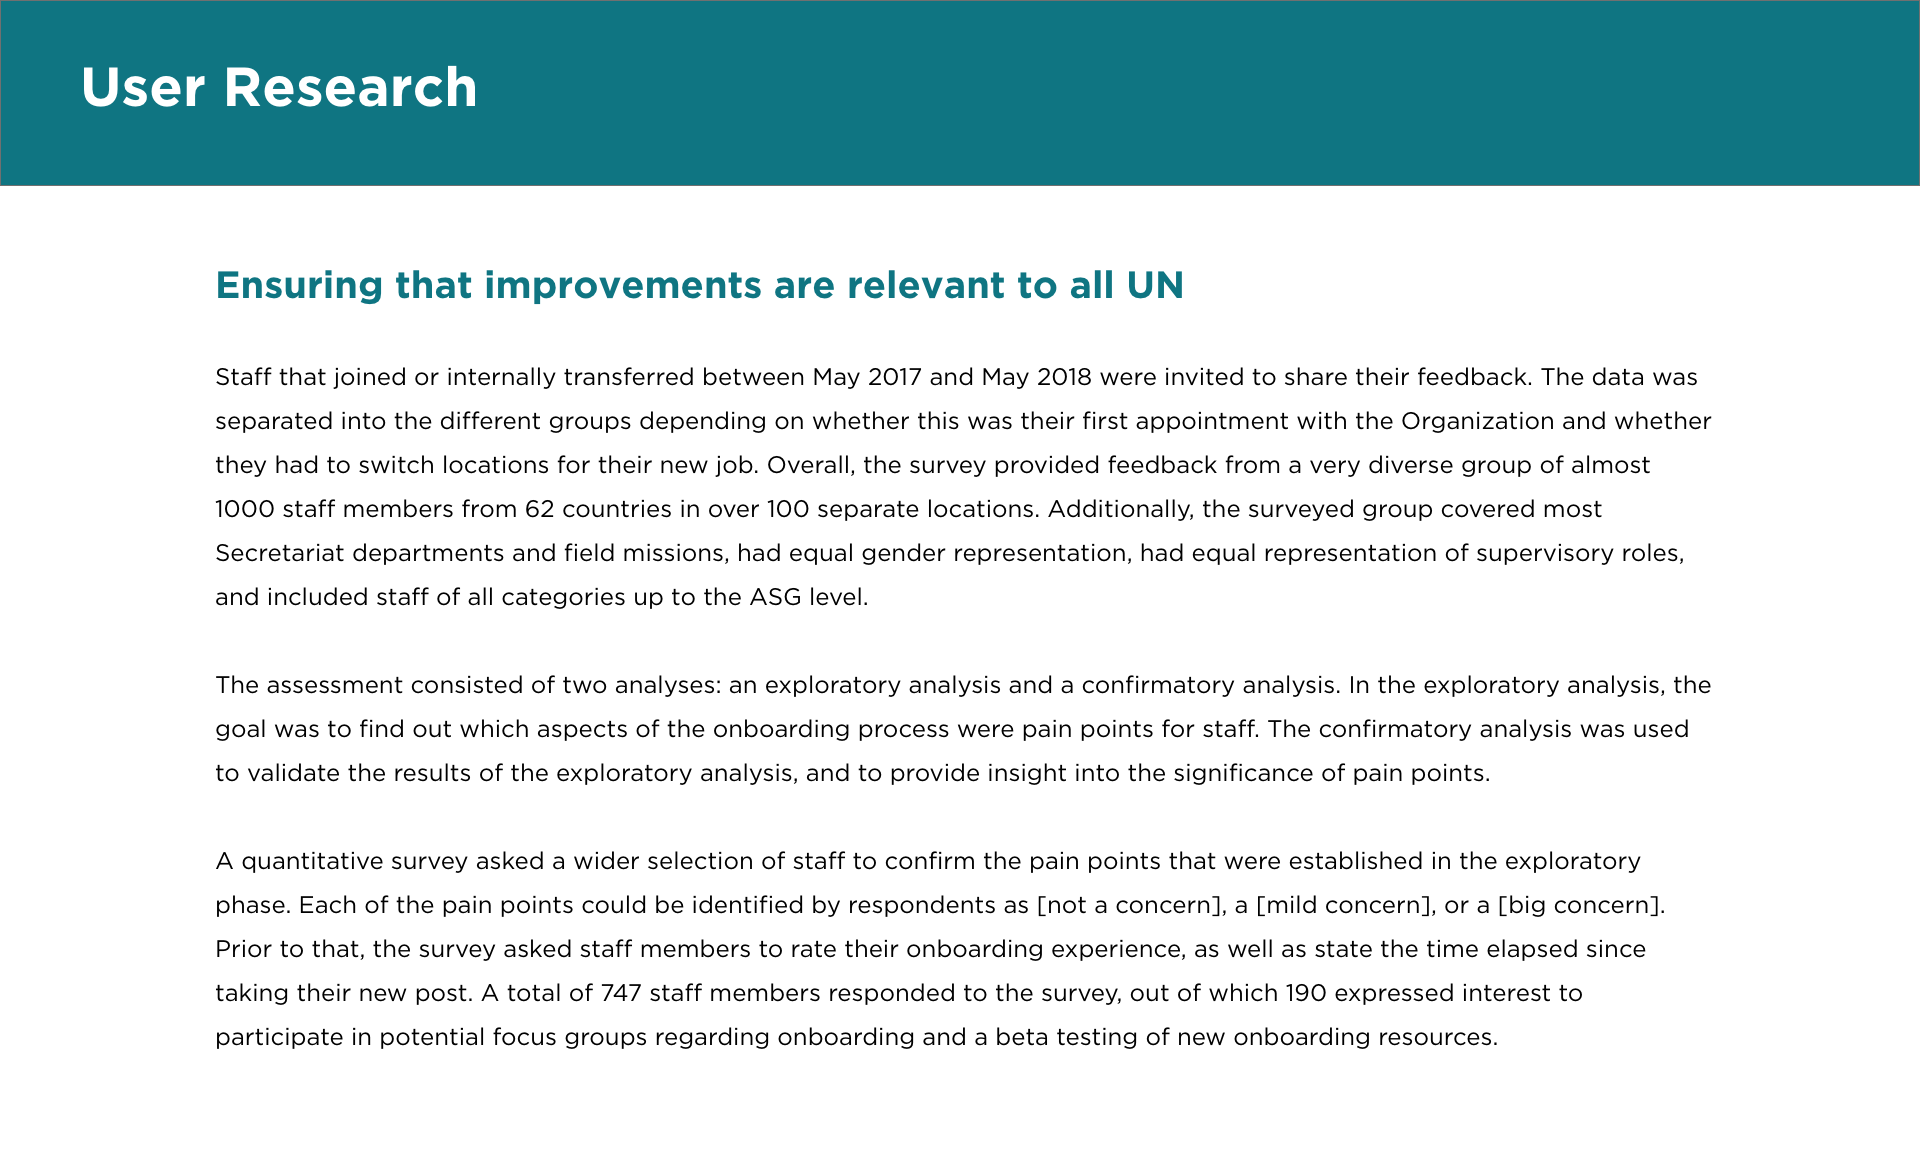 User Research
Ensuring that improvements are relevant to all UN
Staff that joined or internally transferred between May 2017 and May 2018 were invited to share their feedback. The data was
separated into the different groups depending on whether this was their first appointment with the Organization and whether
they had to switch locations for their new job. Overall, the survey provided feedback from a very diverse group of almost
1000 staff members from 62 countries in over 100 separate locations. Additionally, the surveyed group covered most
Secretariat departments and field missions, had equal gender representation, had equal representation of supervisory roles,
and included staff of all categories up to the ASG level.
The assessment consisted of two analyses: an exploratory analysis and a confirmatory analysis. In the exploratory analysis, the
goal was to find out which aspects of the onboarding process were pain points for staff. The confirmatory analysis was used
to validate the results of the exploratory analysis, and to provide insight into the significance of pain points.
A quantitative survey asked a wider selection of staff to confirm the pain points that were established in the exploratory
phase. Each of the pain points could be identified by respondents as [not a concern], a [mild concern], or a [big concern].
Prior to that, the survey asked staff members to rate their onboarding experience, as well as state the time elapsed since
taking their new post. A total of 747 staff members responded to the survey, out of which 190 expressed interest to
participate in potential focus groups regarding onboarding and a beta testing of new onboarding resources.